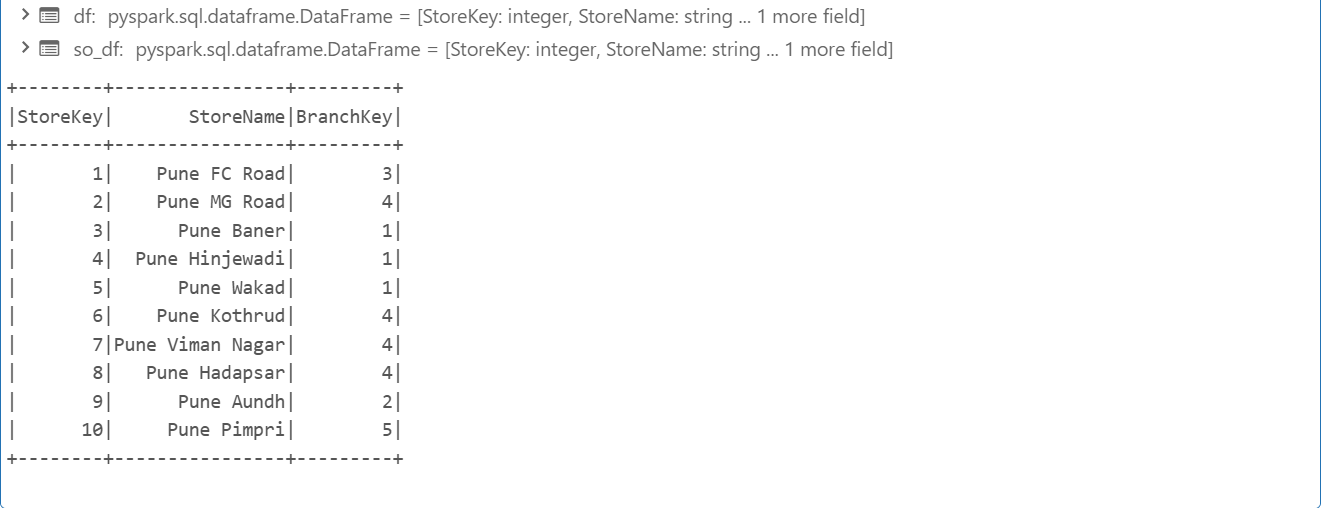 df: pyspark.sql.dataframe.DataFrame = [StoreKey: integer, StoreName: string ... 1 more field]
so_df: pyspark.sql.dataframe.DataFrame = [StoreKey: integer, StoreName: string ... 1 more field]
+--------+----------------+---------+
|StoreKey|       StoreName|BranchKey|
+--------+----------------+---------+
|       1|    Pune FC Road|        3|
|       2|    Pune MG Road|        4|
|       3|      Pune Baner|        1|
|       4|  Pune Hinjewadi|        1|
|       5|      Pune Wakad|        1|
|       6|    Pune Kothrud|        4|
|       7|Pune Viman Nagar|        4|
|       8|   Pune Hadapsar|        4|
|       9|      Pune Aundh|        2|
|      10|     Pune Pimpri|        5|
+--------+----------------+---------+